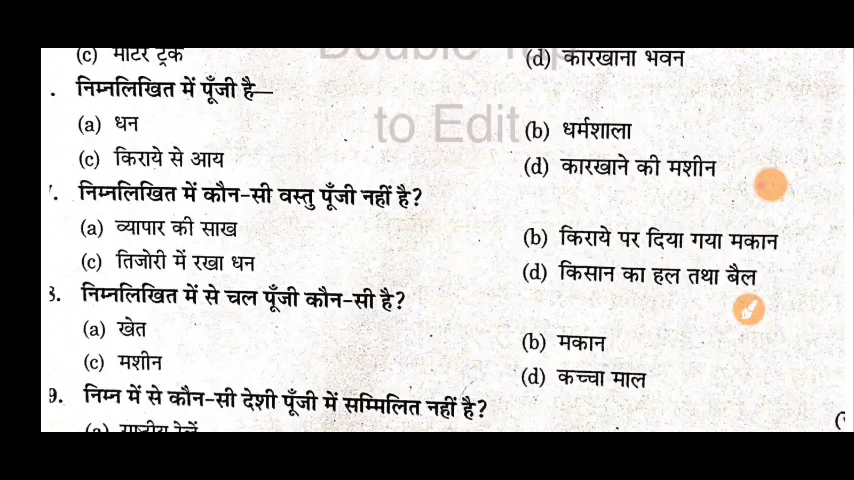 (c) मोटर ट्रक (d) कारखाना भवन
. निम्नलिखित में पूँजी है—
to Edit
(a) धन (b) धर्मशाला
(c) किराये से आय (d) कारखाने की मशीन
. निम्नलिखित में कौन-सी वस्तु पूँजी नहीं है?
(a) व्यापार की साख (b) किराये पर दिया गया मकान
(c) तिजोरी में रखा धन (d) किसान का हल तथा बैल
8. निम्नलिखित में से चल पूँजी कौन-सी है?
(a) खेत (b) मकान
(c) मशीन (d) कच्चा माल
9. निम्न में से कौन-सी देशी पूँजी में सम्मिलित नहीं है?
(a) राष्ट्रीय रेलें